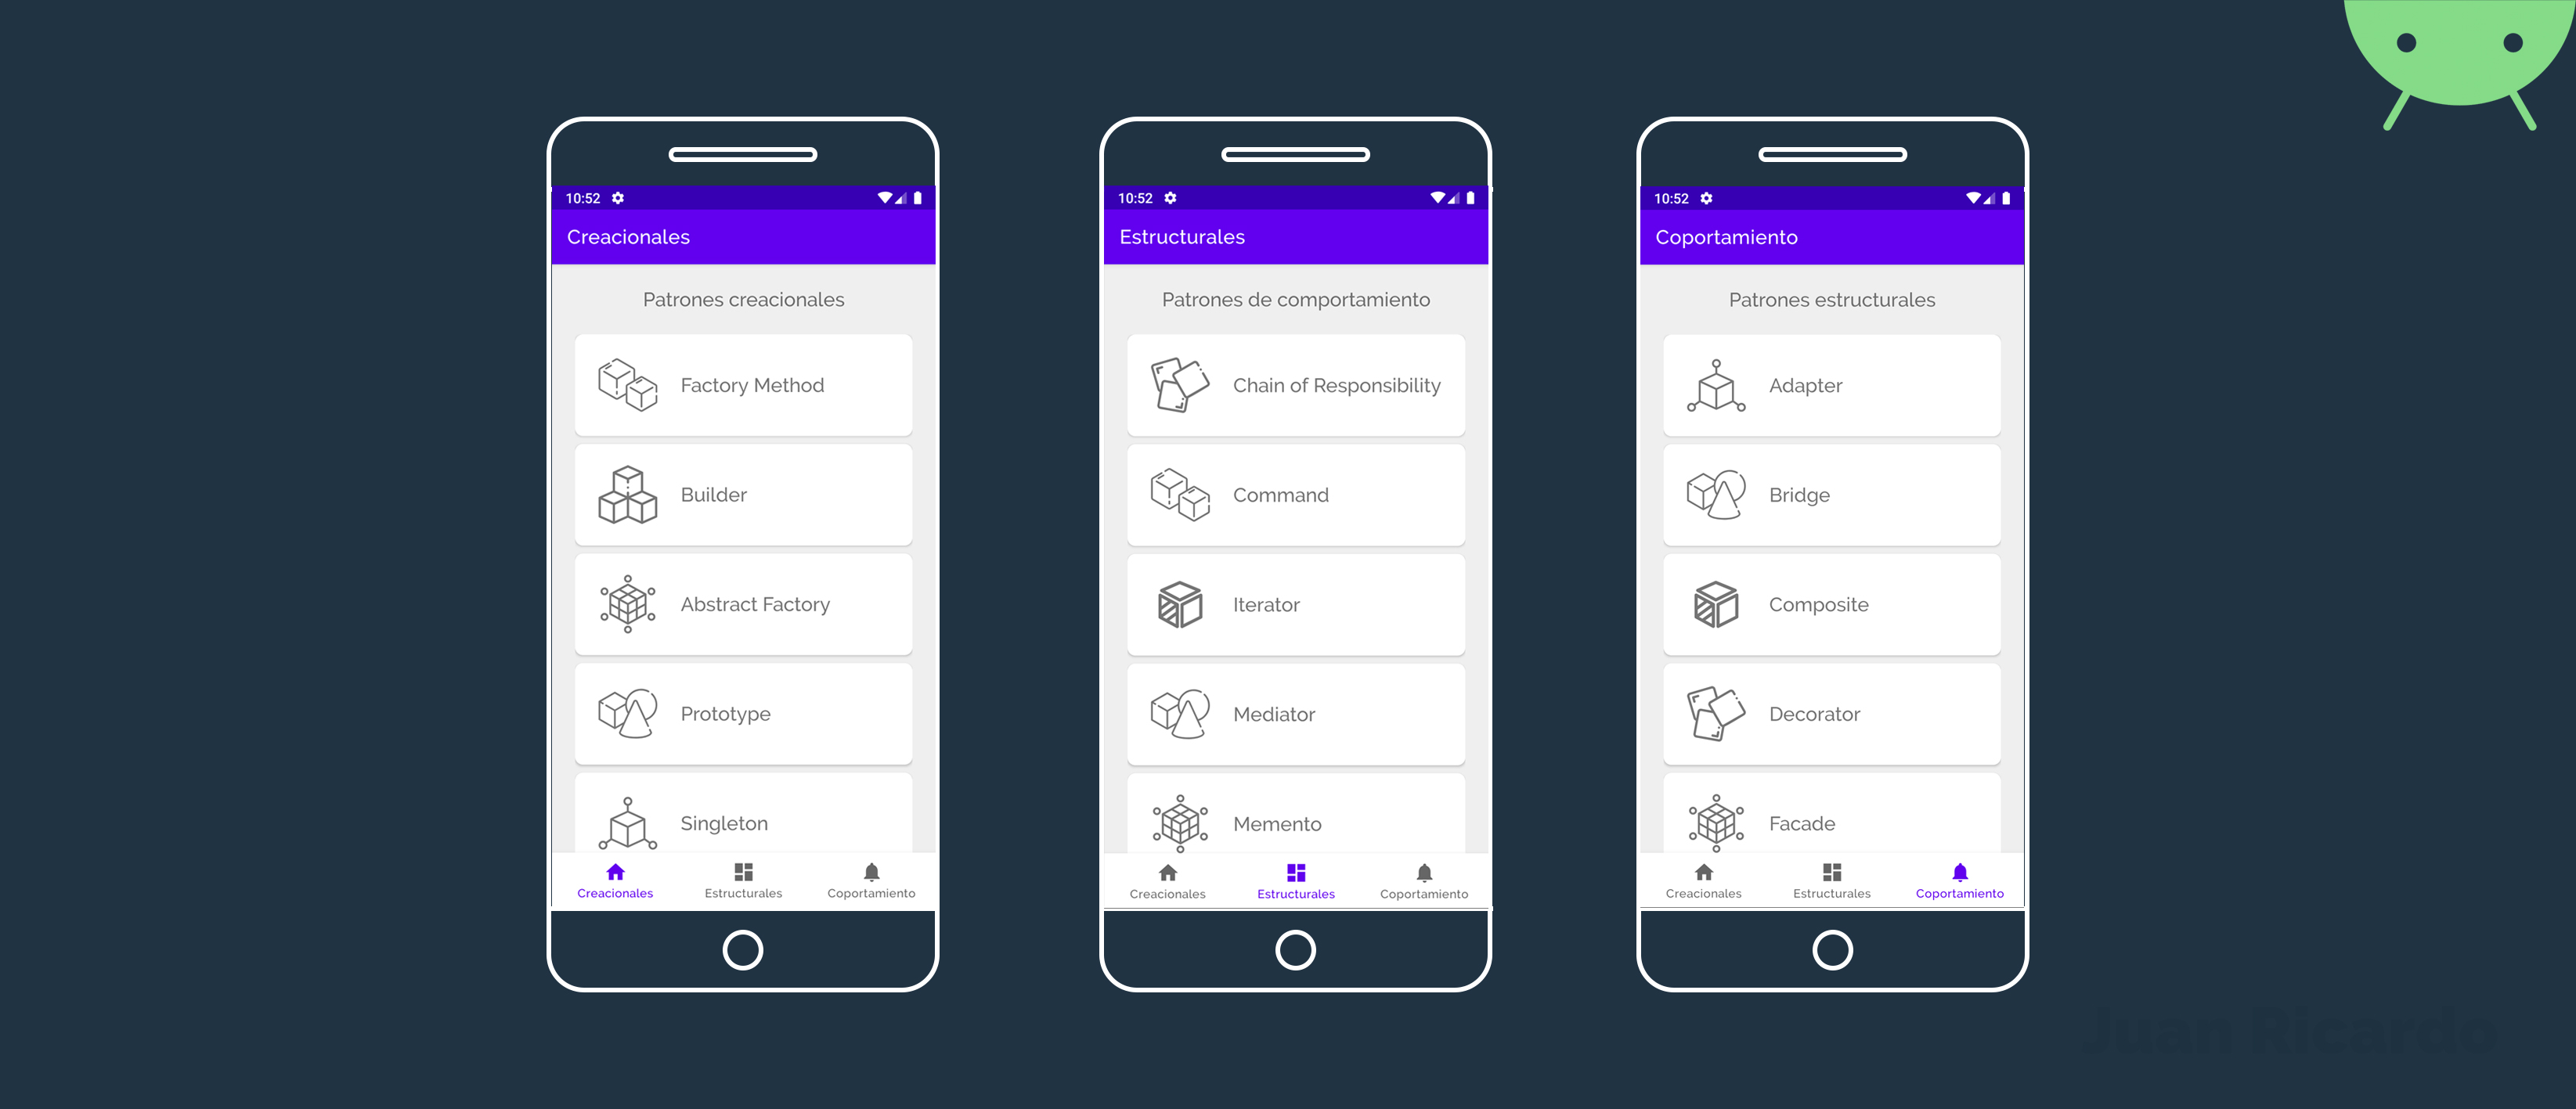 10:52
Creacionales
Patrones creacionales
Factory Method
Builder
Abstract Factory
Prototype
Singleton
Creacionales Estructurales Coportamiento
10:52
Estructurales
Patrones de comportamiento
Chain of Responsibility
Command
Iterator
Mediator
Memento
Creacionales Estructurales Coportamiento
10:52
Coportamiento
Patrones estructurales
Adapter
Bridge
Composite
Decorator
Facade
Creacionales Estructurales Coportamiento
Juan Ricardo